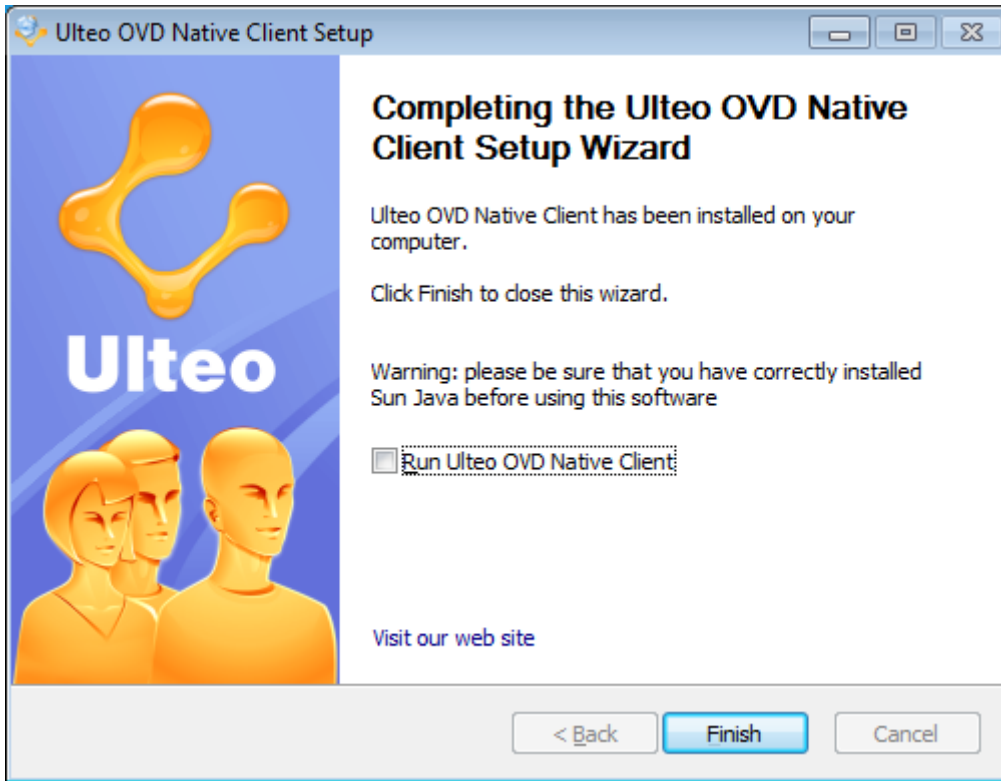 Ulteo OVD Native Client Setup
Completing the Ulteo OVD Native
Client Setup Wizard
Ulteo OVD Native Client has been installed on your
computer.
Click Finish to close this wizard.
Ulteo
Warning: please be sure that you have correctly installed
Sun Java before using this software
Run Ulteo OVD Native Client
Visit our web site
< Back
Finish
Cancel